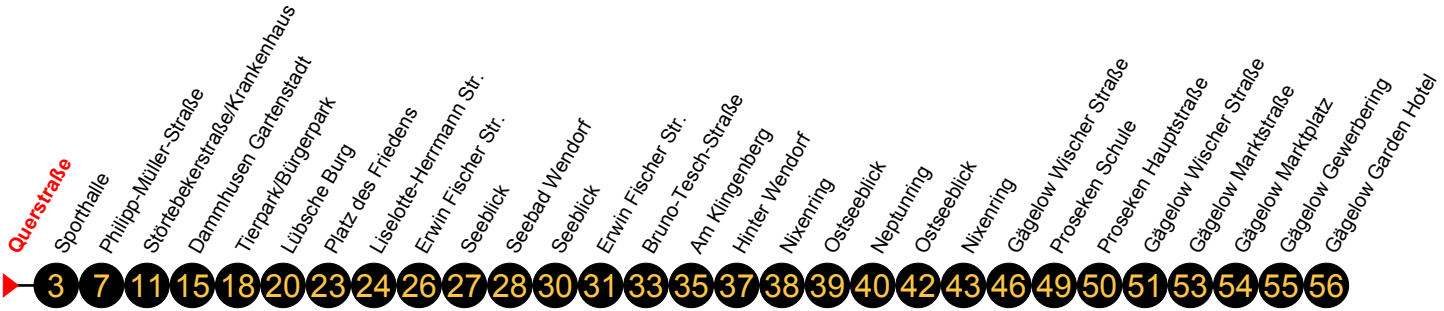 Querstraße
Sporthalle
Philipp-Müller-Straße
Störtebekerstraße/Krankenhaus
Dammhusen Gartenstadt
Tierpark/Bürgerpark
Lübsche Burg
Platz des Friedens
Liselotte-Herrmann Str.
Erwin Fischer Str.
Seeblick
Seebad Wendorf
Seeblick
Erwin Fischer Str.
Bruno-Tesch-Straße
Am Klingenberg
Hinter Wendorf
Nixenring
Ostseeblick
Neptunring
Ostseeblick
Nixenring
Gägelow Wischer Straße
Proseken Schule
Proseken Hauptstraße
Gägelow Wischer Straße
Gägelow Marktstraße
Gägelow Marktplatz
Gägelow Gewerbering
Gägelow Garden Hotel
3 7 11 15 18 20 23 24 26 27 28 30 31 33 35 37 38 39 40 42 43 46 49 50 51 53 54 55 56